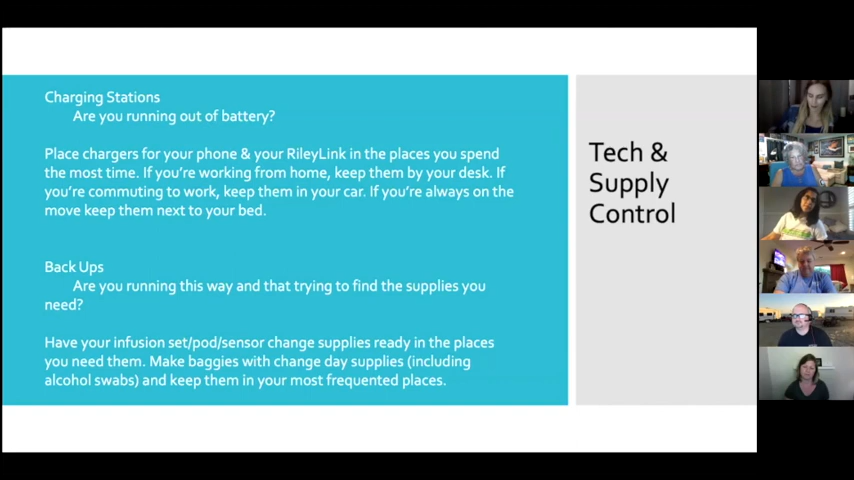 Charging Stations
Are you running out of battery?
Place chargers for your phone & your RileyLink in the places you spend
the most time. If you're working from home, keep them by your desk. If
you're commuting to work, keep them in your car. If you're always on the
move keep them next to your bed.
Back Ups
Are you running this way and that trying to find the supplies you
need?
Have your infusion set/pod/sensor change supplies ready in the places
you need them. Make baggies with change day supplies (including
alcohol swabs) and keep them in your most frequented places.
Tech &
Supply
Control